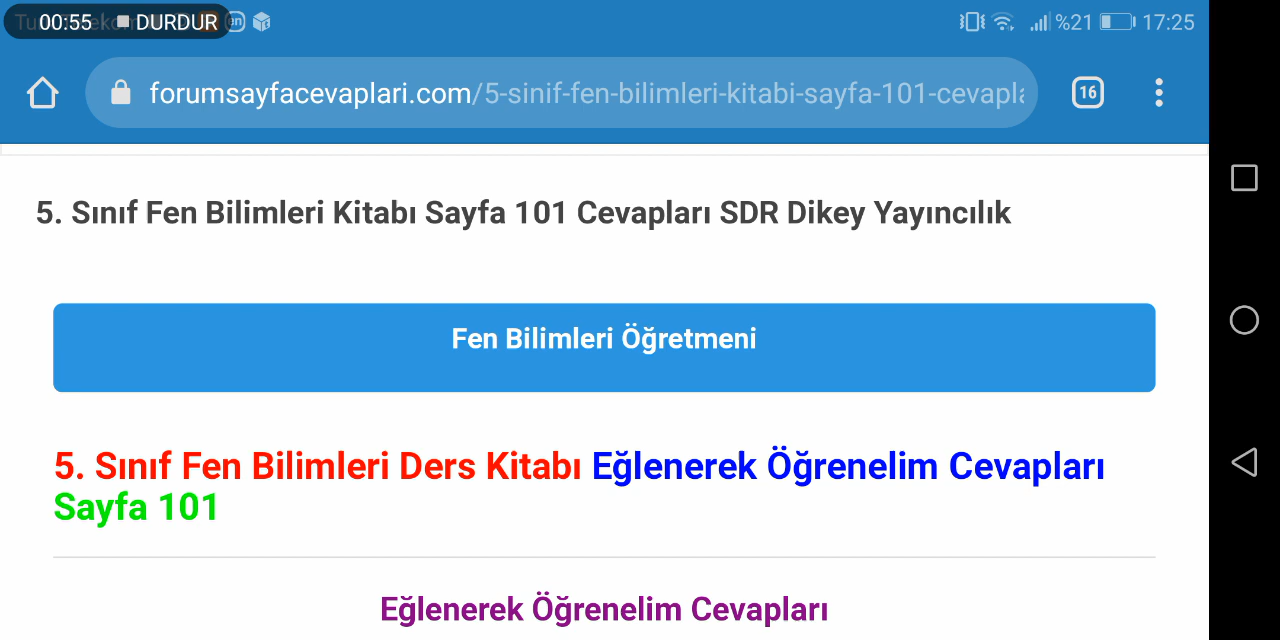 00:55 DURDUR %21 17:25
forumsayfacevaplari.com/5-sinif-fen-bilimleri-kitabi-sayfa-101-cevapla
16
5. Sınıf Fen Bilimleri Kitabı Sayfa 101 Cevapları SDR Dikey Yayıncılık
Fen Bilimleri Öğretmeni
5. Sınıf Fen Bilimleri Ders Kitabı Eğlenerek Öğrenelim Cevapları
Sayfa 101
Eğlenerek Öğrenelim Cevapları